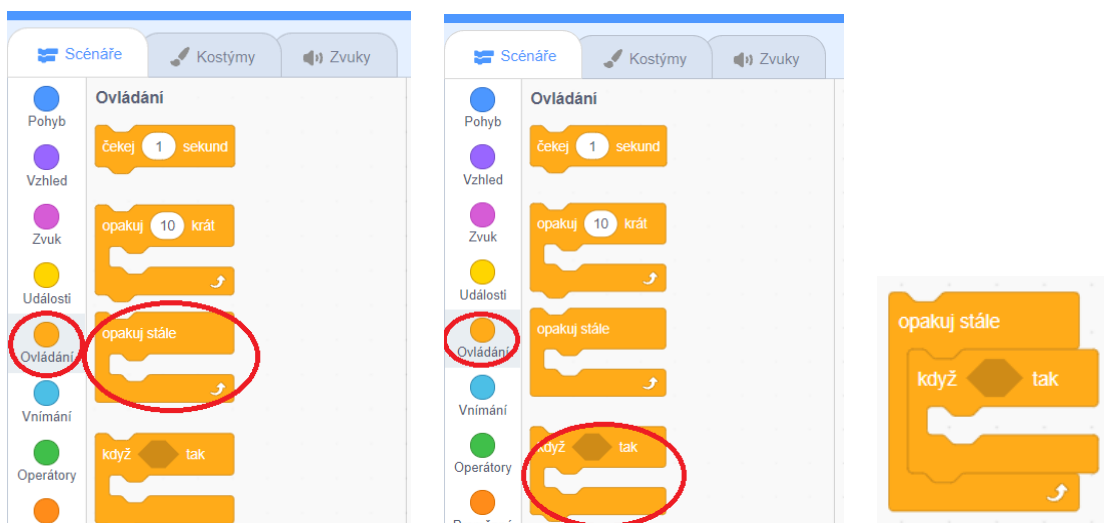 Scénáře Kostýmy Zvuky
Ovládání
Pohyb
čekej 1 sekund
Vzhled
opakuj 10 krát
Zvuk
Události
opakuj stále
Ovládání
Vnímání
když tak
Operátory
Scénáře Kostýmy Zvuky
Ovládání
Pohyb
čekej 1 sekund
Vzhled
opakuj 10 krát
Zvuk
Události
opakuj stále
Ovládání
Vnímání
když tak
Operátory
opakuj stále
když tak